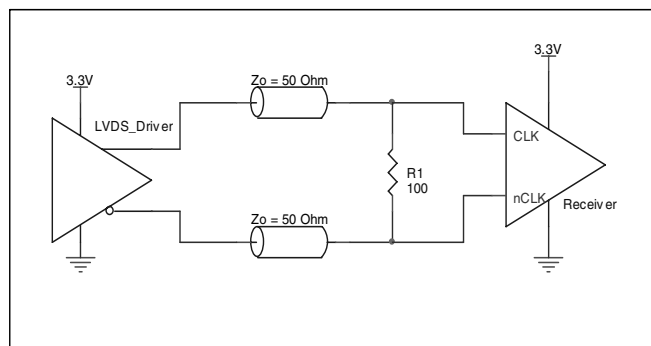 3.3V
LVDS_Driver
Zo = 50 Ohm
3.3V
CLK
R1
100
nCLK
Receiver
Zo = 50 Ohm